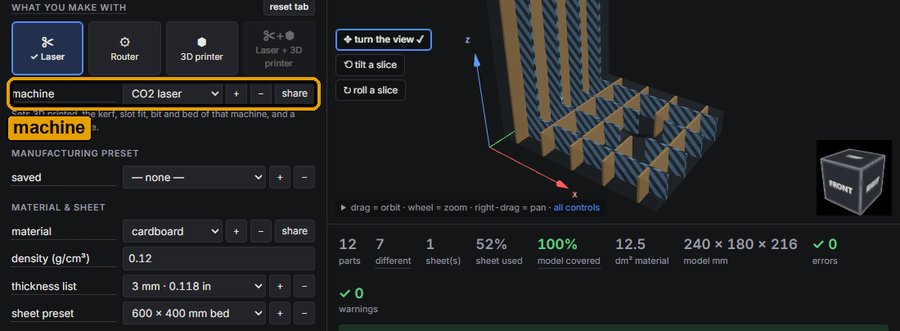 WHAT YOU MAKE WITH
reset tab
✓ Laser
Router
3D printer
Laser + 3D printer
machine
CO2 laser
+
−
share
Sets 3D printed, the kerf, slot fit, bit and bed of that machine, and a
machine
MANUFACTURING PRESET
saved
— none —
+
−
MATERIAL & SHEET
material
cardboard
+
−
share
density (g/cm³)
0.12
thickness list
3 mm · 0.118 in
+
−
sheet preset
600 × 400 mm bed
+
−
✥ turn the view ✓
⟲ tilt a slice
↻ roll a slice
z
Y
x
FRONT
RIGHT
▶ drag = orbit · wheel = zoom · right-drag = pan · all controls
12
parts
7
different
1
sheet(s)
52%
sheet used
100%
model covered
12.5
dm² material
240 × 180 × 216
model mm
✓ 0
errors
✓ 0
warnings